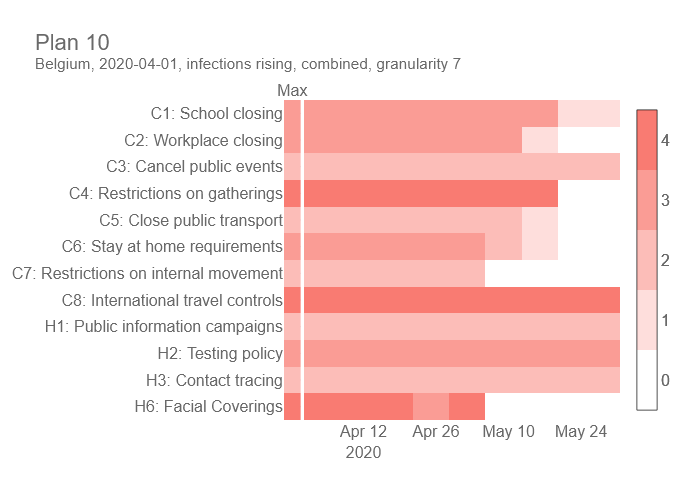 Plan 10
Belgium, 2020-04-01, infections rising, combined, granularity 7
Max
C1: School closing
C2: Workplace closing
C3: Cancel public events
C4: Restrictions on gatherings
C5: Close public transport
C6: Stay at home requirements
C7: Restrictions on internal movement
C8: International travel controls
H1: Public information campaigns
H2: Testing policy
H3: Contact tracing
H6: Facial Coverings
Apr 12 Apr 26 May 10 May 24
2020
4
3
2
1
0